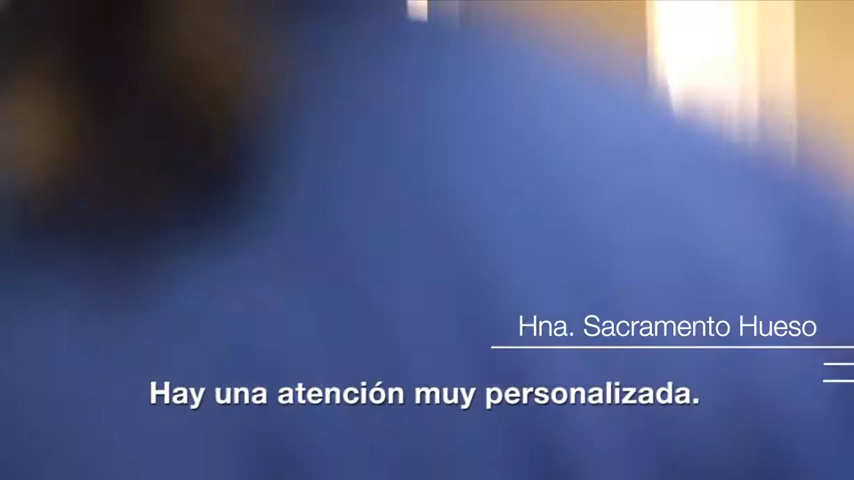 Hna. Sacramento Hueso
Hay una atención muy personalizada.